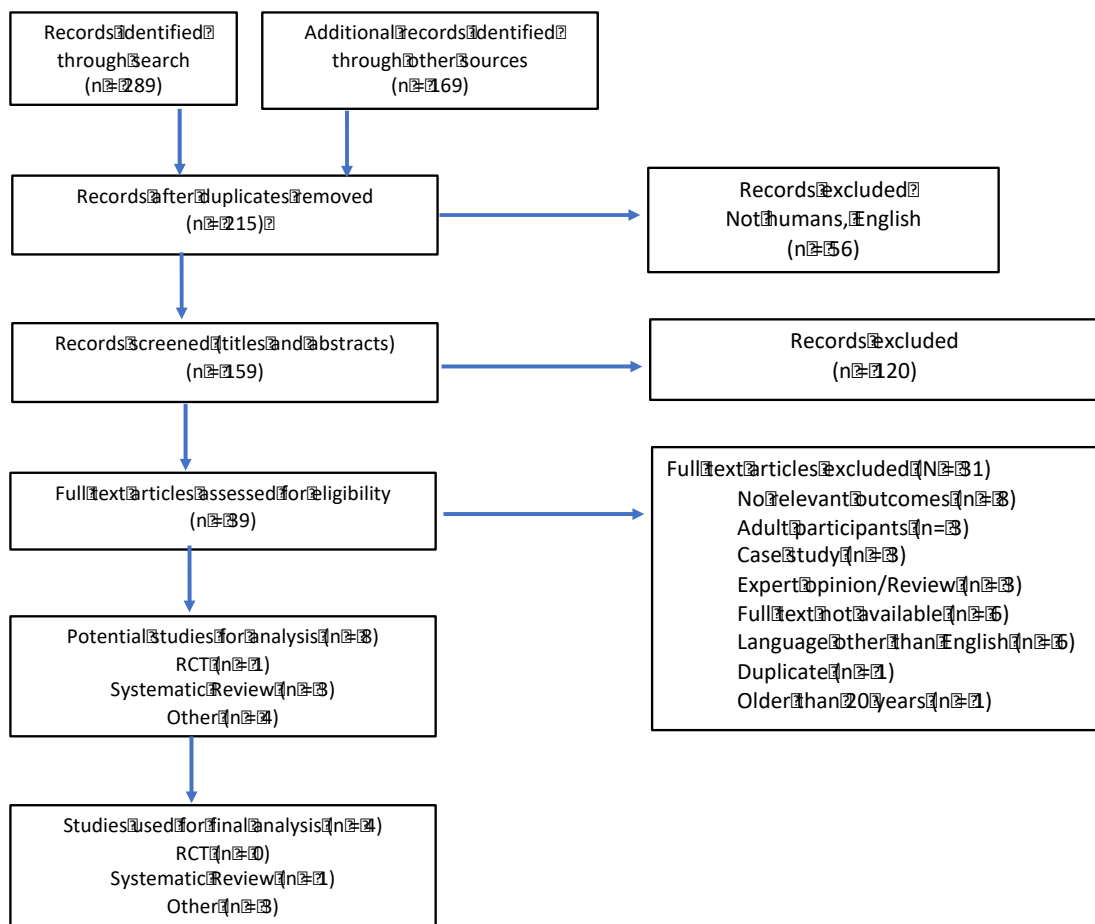 Records identified
through search
(n = 289)
Additional records identified
through other sources
(n = 169)
Records after duplicates removed
(n = 215)
Records excluded
Not humans, English
(n = 56)
Records screened (titles and abstracts)
(n = 159)
Records excluded
(n = 120)
Full text articles assessed for eligibility
(n = 39)
Full text articles excluded (N = 31)
No relevant outcomes (n = 8)
Adult participants (n= 3)
Case study (n = 3)
Expert opinion/Review (n = 3)
Full text not available (n = 6)
Language other than English (n = 6)
Duplicate (n = 1)
Older than 20 years (n = 1)
Potential studies for analysis (n = 8)
RCT (n = 1)
Systematic Review (n = 3)
Other (n = 4)
Studies used for final analysis (n = 4)
RCT (n = 0)
Systematic Review (n = 1)
Other (n = 3)